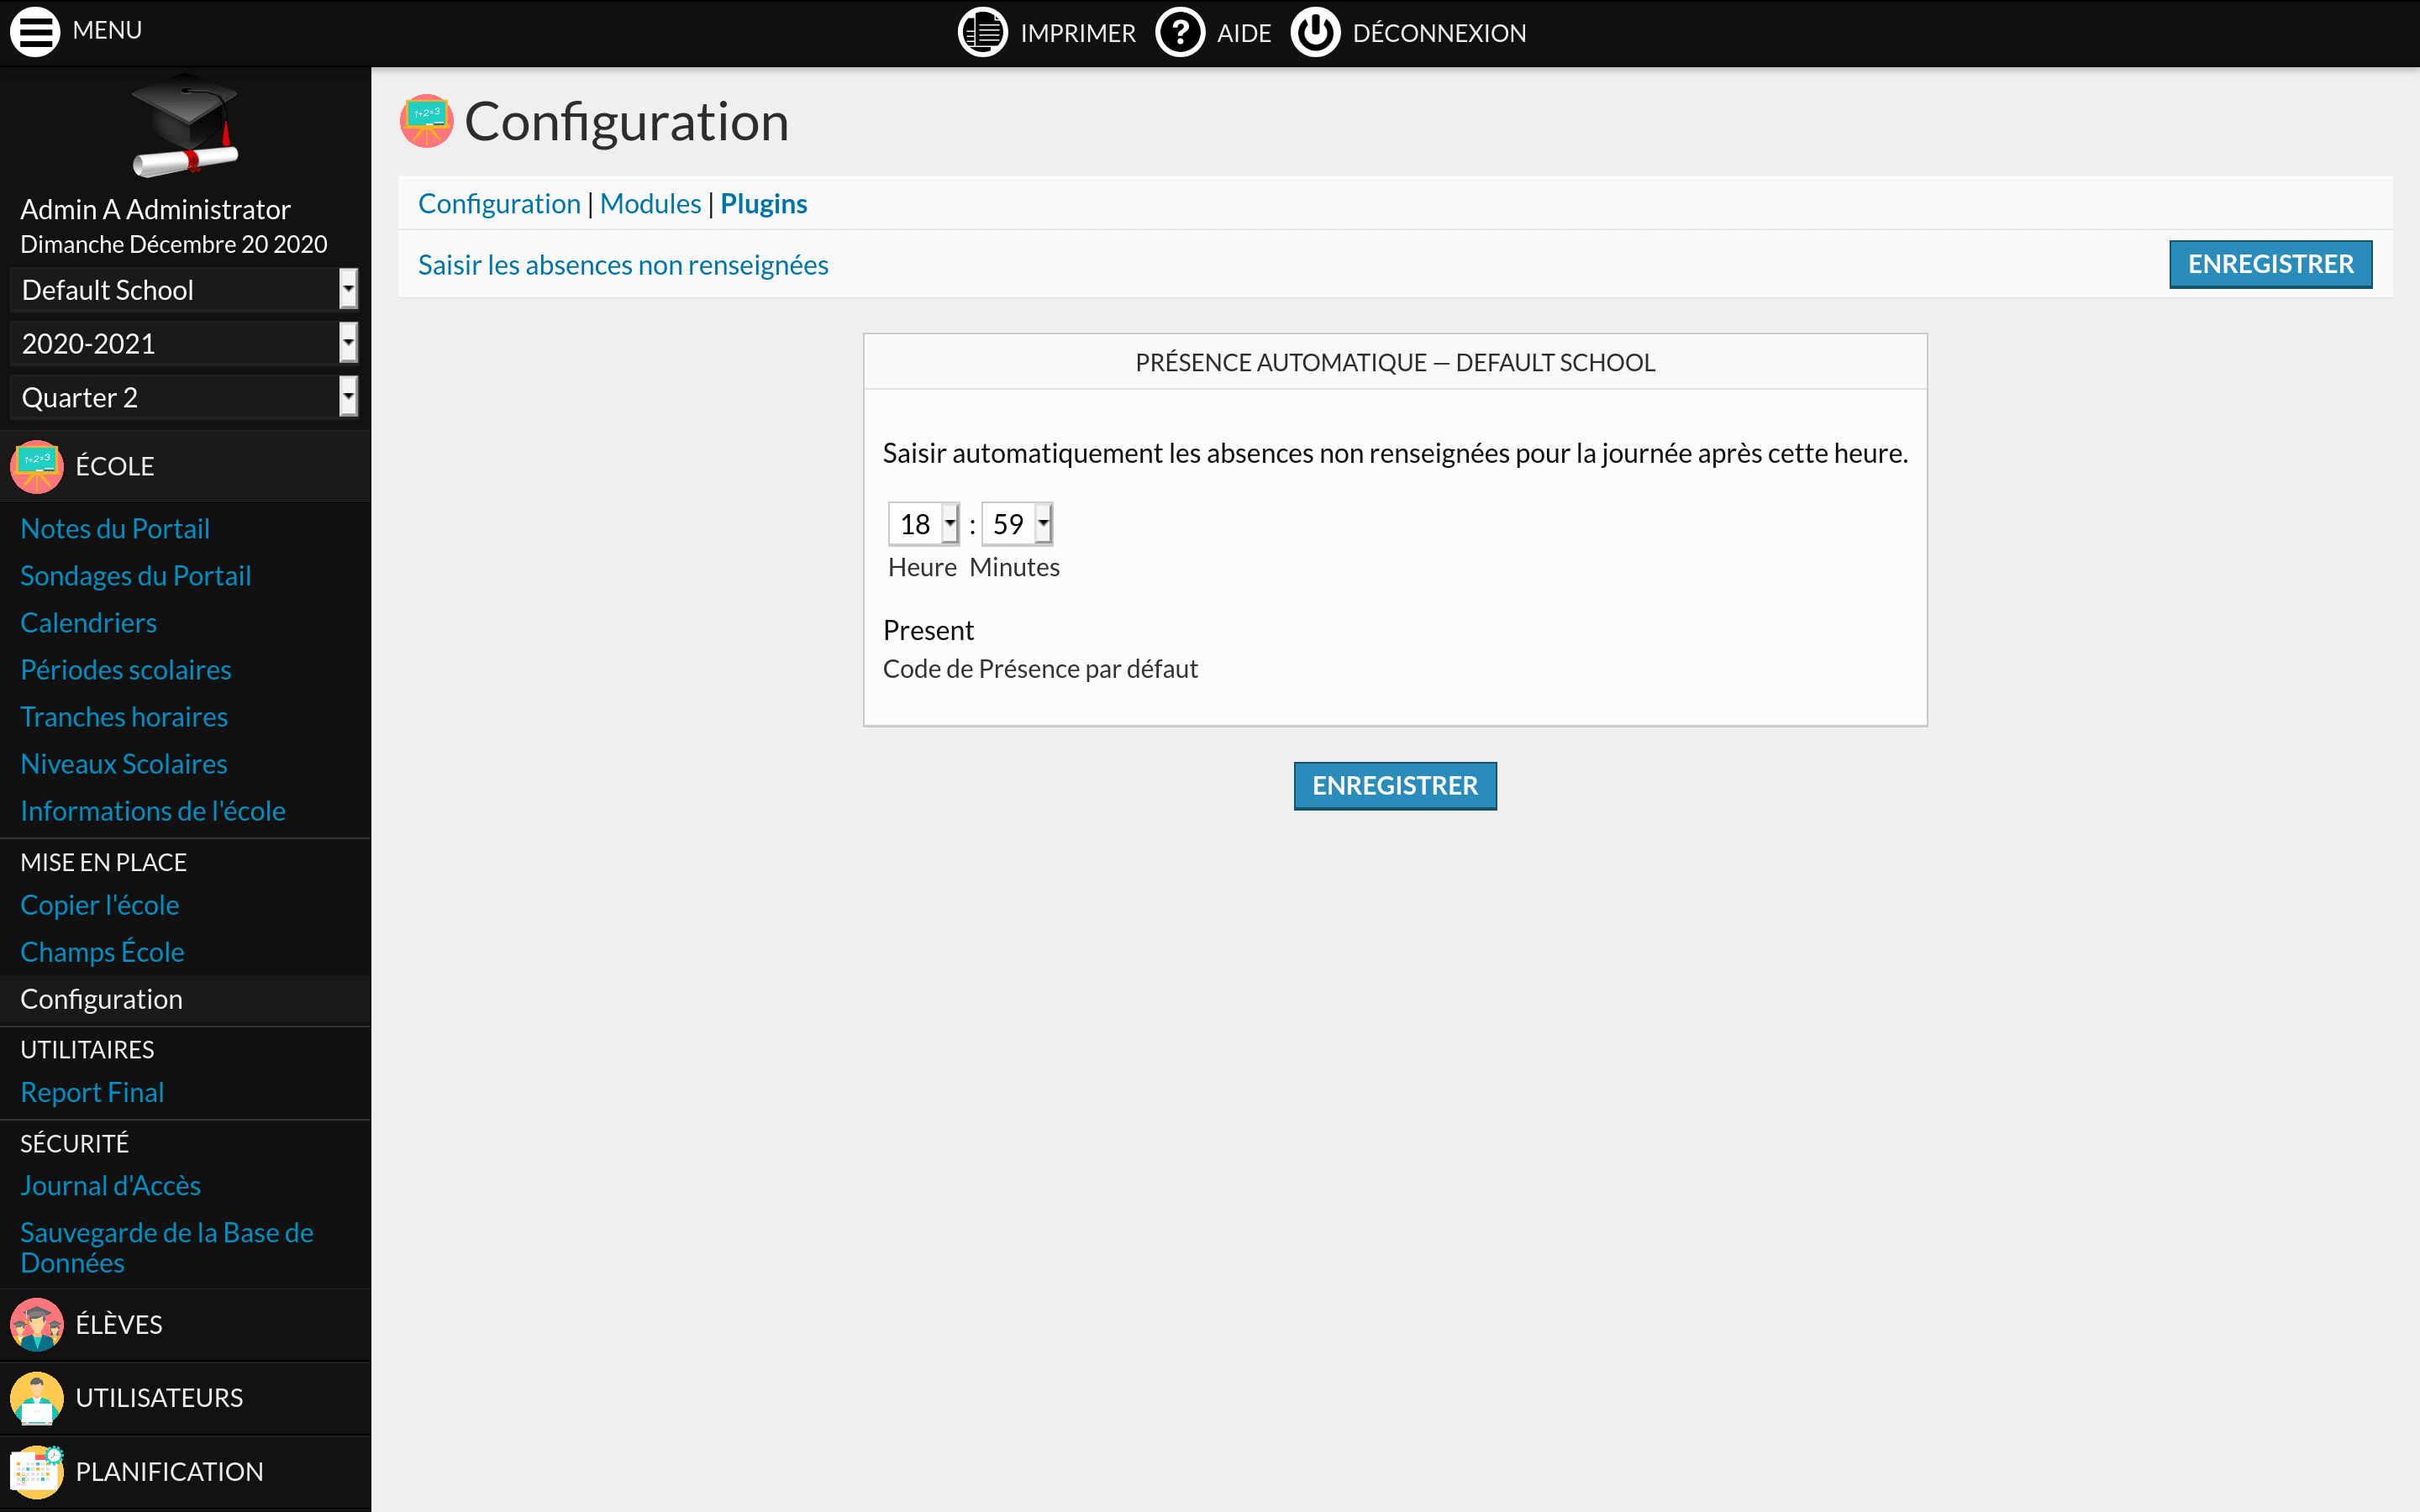 MENU
IMPRIMER
AIDE
DÉCONNEXION
Admin A Administrator
Dimanche Décembre 20 2020
Default School
2020-2021
Quarter 2
ÉCOLE
Notes du Portail
Sondages du Portail
Calendriers
Périodes scolaires
Tranches horaires
Niveaux Scolaires
Informations de l'école
MISE EN PLACE
Copier l'école
Champs École
Configuration
UTILITAIRES
Report Final
SÉCURITÉ
Journal d'Accès
Sauvegarde de la Base de
Données
ÉLÈVES
UTILISATEURS
PLANIFICATION
Configuration
Configuration | Modules | Plugins
Saisir les absences non renseignées
ENREGISTRER
PRÉSENCE AUTOMATIQUE — DEFAULT SCHOOL
Saisir automatiquement les absences non renseignées pour la journée après cette heure.
18 : 59
Heure Minutes
Present
Code de Présence par défaut
ENREGISTRER